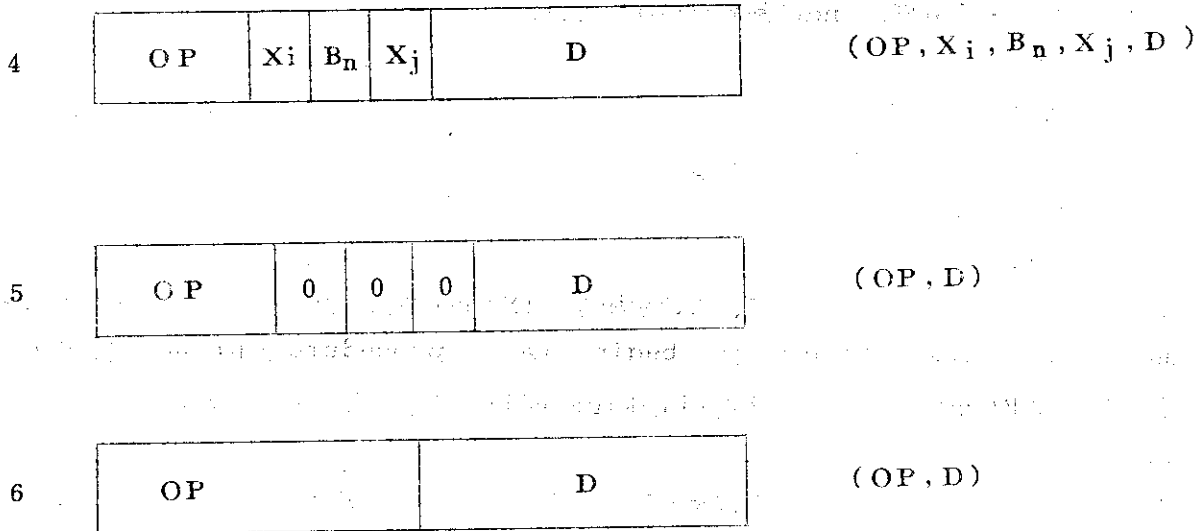 4 OP Xi Bn Xj D (OP, Xi, Bn, Xj, D)
5 OP 0 0 0 D (OP, D)
6 OP D (OP, D)